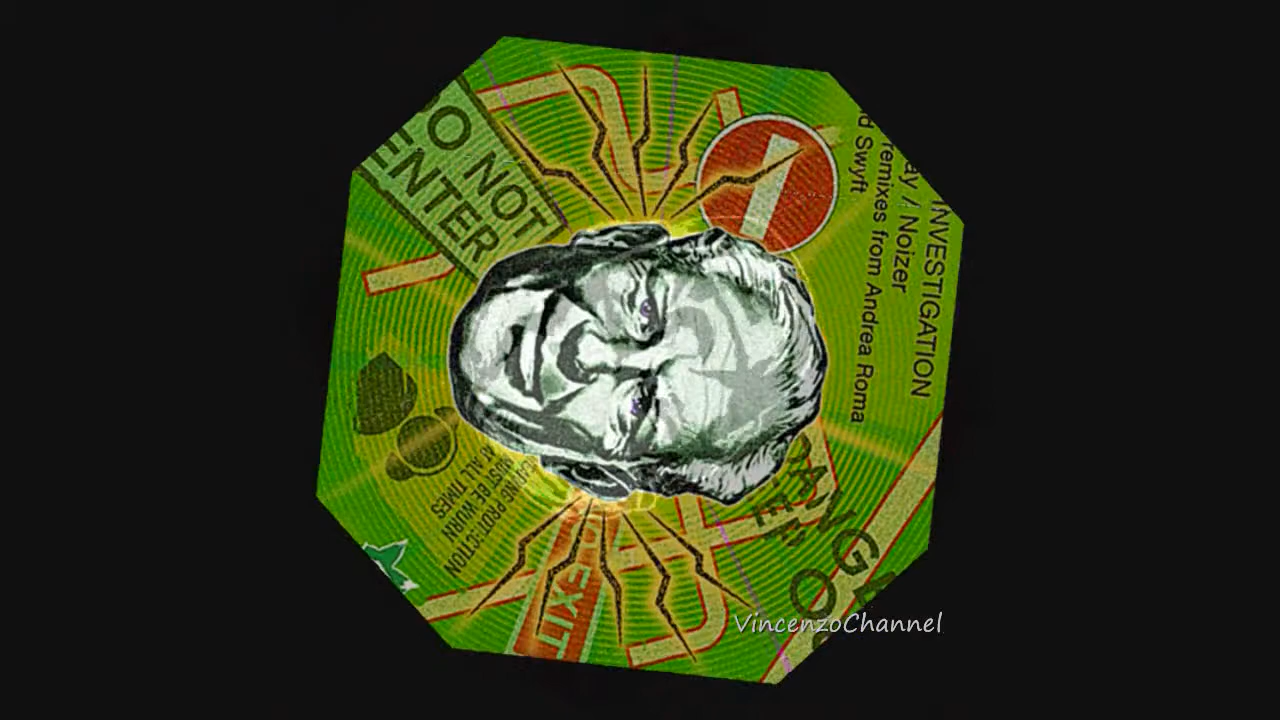 DO NOT
ENTER
INVESTIGATION
ay / Noizer
remixes from Andrea Roma
d Swyft
PROTECTION
MUST BE WORN
AT ALL TIMES
EXIT
VincenzoChannel